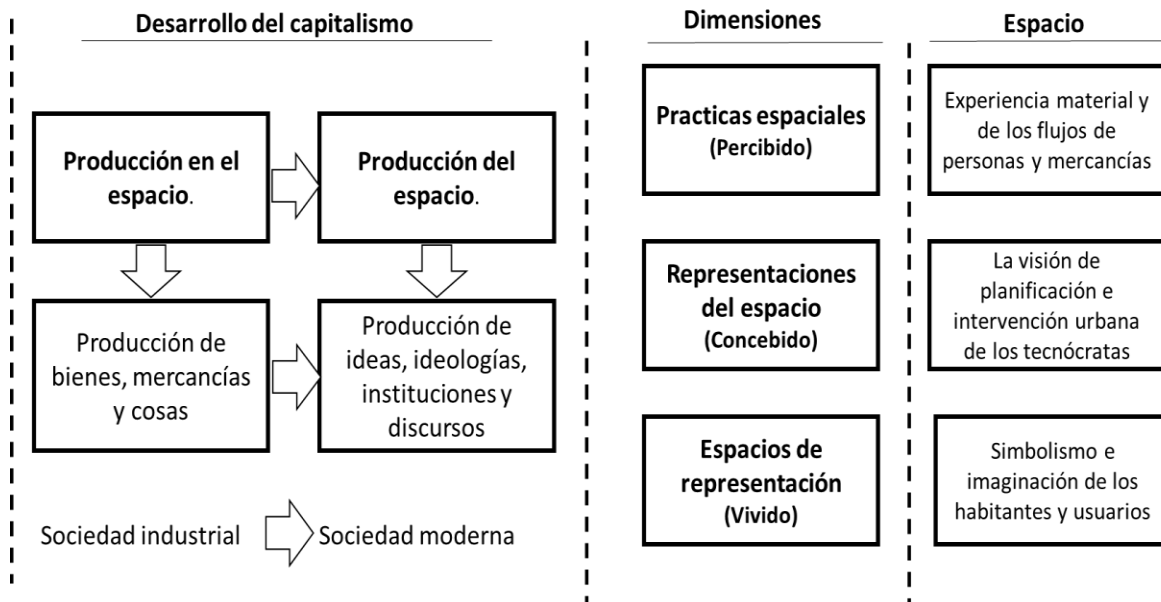 Desarrollo del capitalismo
Producción en el
espacio.
Producción del
espacio.
Producción de
bienes, mercancías
y cosas
Producción de
ideas, ideologías,
instituciones y
discursos
Sociedad industrial
Sociedad moderna
Dimensiones
Espacio
Practicas espaciales
(Percibido)
Experiencia material y
de los flujos de
personas y mercancías
Representaciones
del espacio
(Concebido)
La visión de
planificación e
intervención urbana
de los tecnócratas
Espacios de
representación
(Vivido)
Simbolismo e
imaginación de los
habitantes y usuarios